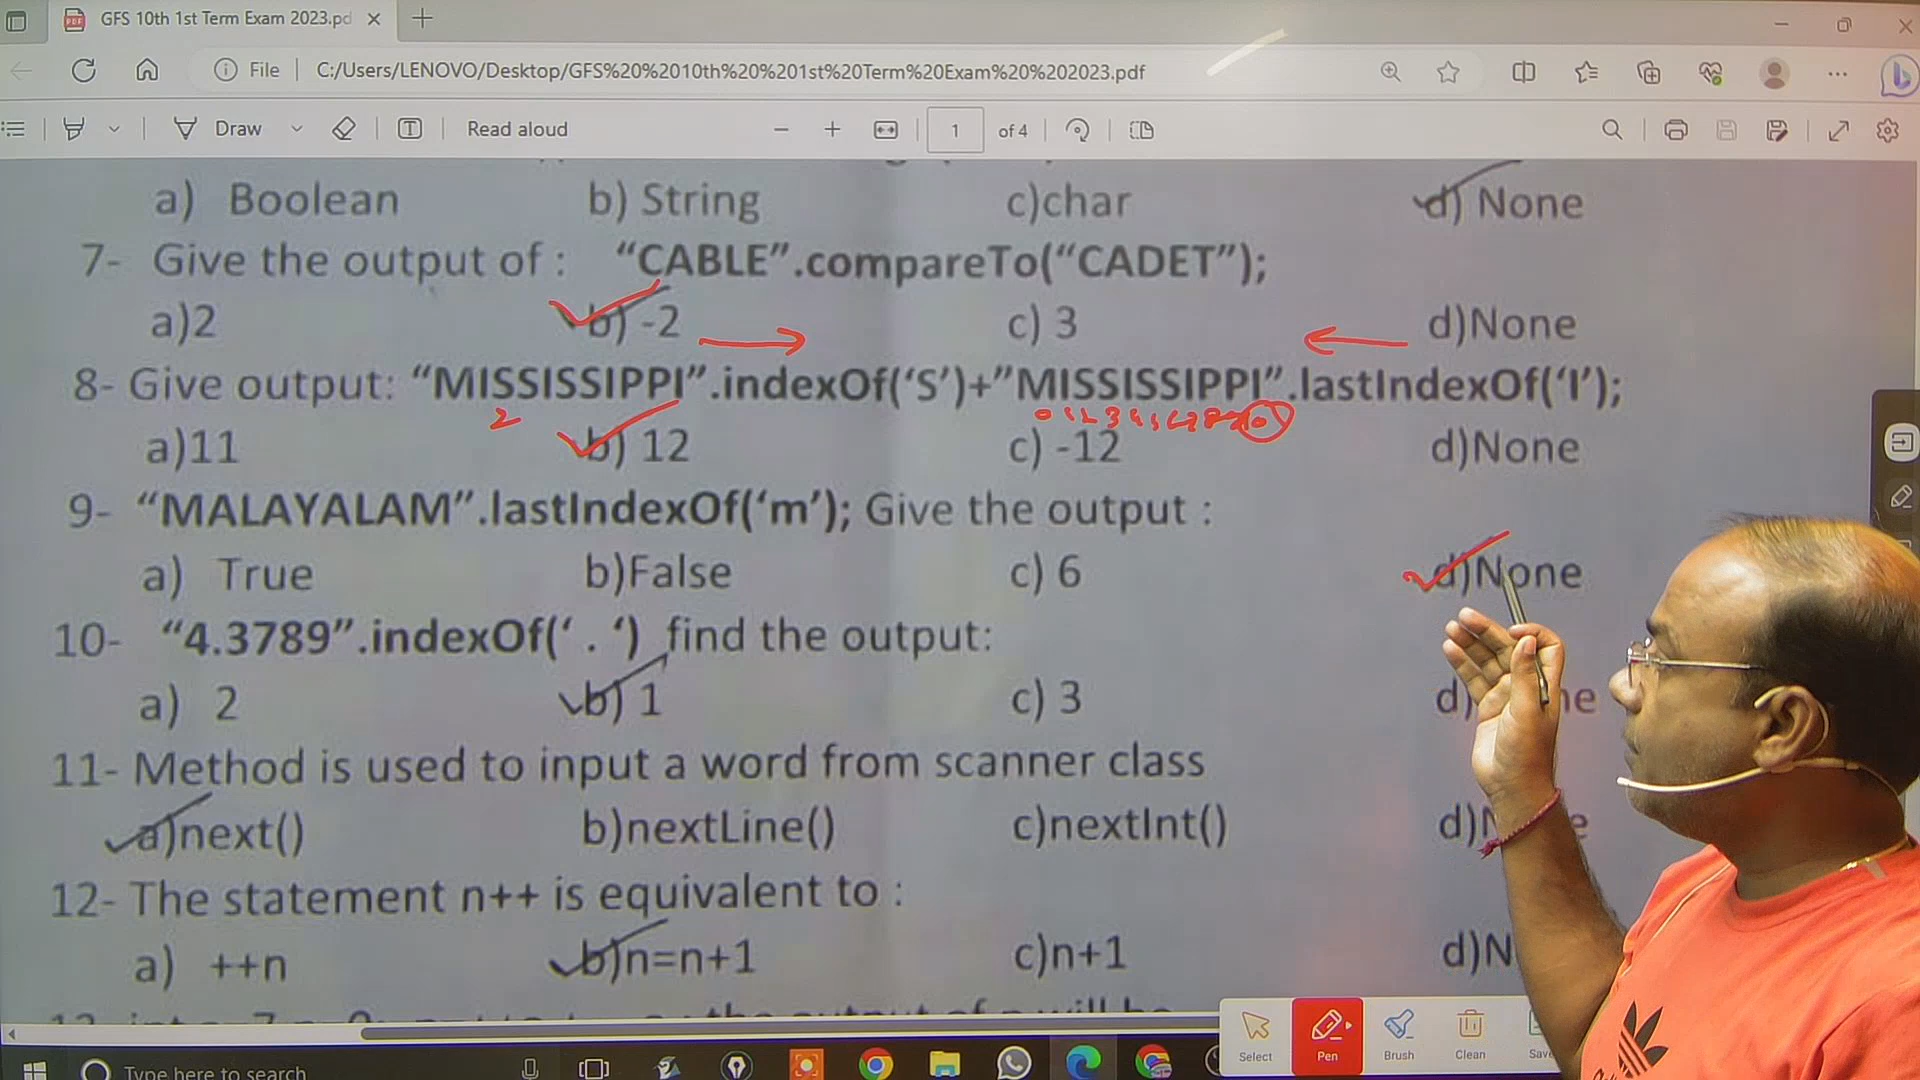 GFS 10th 1st Term Exam 2023.pd
File
C:/Users/LENOVO/Desktop/GFS%20%2010th%20%201st%20Term%20Exam%20%202023.pdf
Draw
Read aloud
1 of 4
a) Boolean b) String c)char d) None
7- Give the output of : “CABLE”.compareTo(“CADET”);
a)2 b) -2 c) 3 d)None
8- Give output: “MISSISSIPPI”.indexOf(‘S’)+”MISSISSIPPI”.lastIndexOf(‘I’);
2
a)11 b) 12 c) -12 d)None
9- “MALAYALAM”.lastIndexOf(‘m’); Give the output :
a) True b)False c) 6 d)None
10- “4.3789”.indexOf(‘ . ‘) find the output:
a) 2 b) 1 c) 3 d)
11- Method is used to input a word from scanner class
a)next() b)nextLine() c)nextInt() d)
12- The statement n++ is equivalent to :
a) ++n b)n=n+1 c)n+1 d)N
Select Pen Brush Clean Save
Type here to search